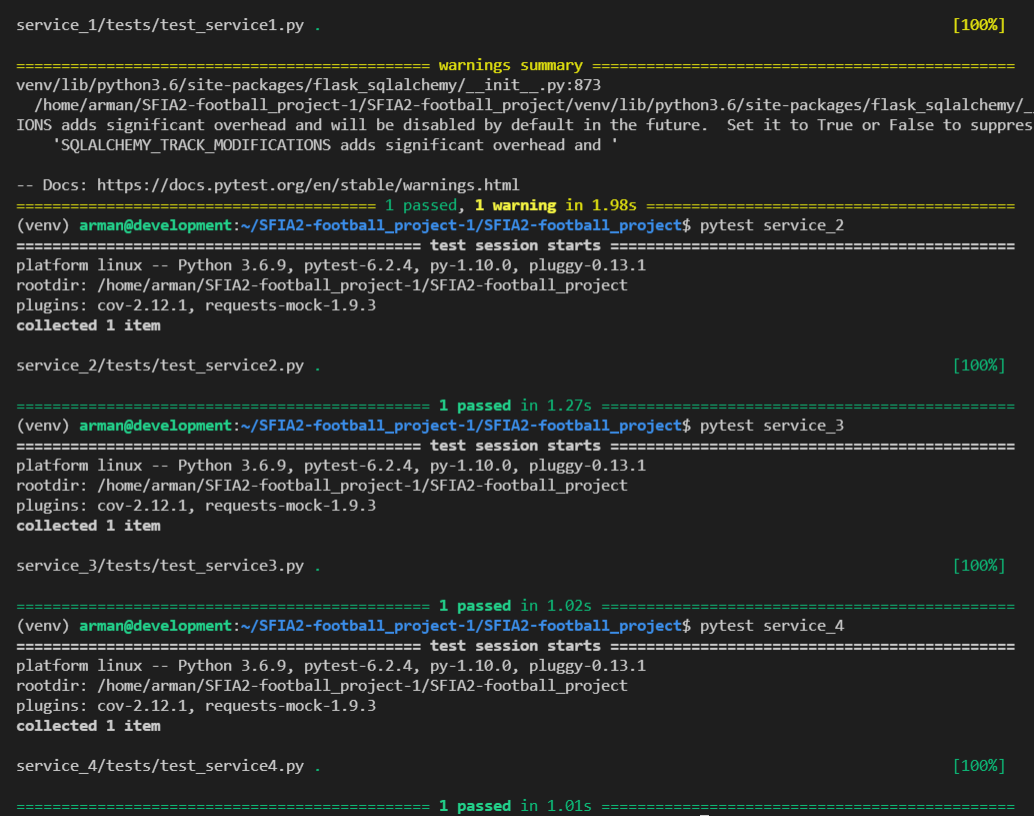 service_1/tests/test_service1.py . [100%]
============================================== warnings summary ===============================================
venv/lib/python3.6/site-packages/flask_sqlalchemy/__init__.py:873
/home/arman/SFIA2-football_project-1/SFIA2-football_project/venv/lib/python3.6/site-packages/flask_sqlalchemy/_
IONS adds significant overhead and will be disabled by default in the future.  Set it to True or False to suppres
'SQLALCHEMY_TRACK_MODIFICATIONS adds significant overhead and '
-- Docs: https://docs.pytest.org/en/stable/warnings.html
======================================== 1 passed, 1 warning in 1.98s =========================================
(venv) arman@development:~/SFIA2-football_project-1/SFIA2-football_project$ pytest service_2
============================================= test session starts =============================================
platform linux -- Python 3.6.9, pytest-6.2.4, py-1.10.0, pluggy-0.13.1
rootdir: /home/arman/SFIA2-football_project-1/SFIA2-football_project
plugins: cov-2.12.1, requests-mock-1.9.3
collected 1 item
service_2/tests/test_service2.py . [100%]
============================================== 1 passed in 1.27s ==============================================
(venv) arman@development:~/SFIA2-football_project-1/SFIA2-football_project$ pytest service_3
============================================= test session starts =============================================
platform linux -- Python 3.6.9, pytest-6.2.4, py-1.10.0, pluggy-0.13.1
rootdir: /home/arman/SFIA2-football_project-1/SFIA2-football_project
plugins: cov-2.12.1, requests-mock-1.9.3
collected 1 item
service_3/tests/test_service3.py . [100%]
============================================== 1 passed in 1.02s ==============================================
(venv) arman@development:~/SFIA2-football_project-1/SFIA2-football_project$ pytest service_4
============================================= test session starts =============================================
platform linux -- Python 3.6.9, pytest-6.2.4, py-1.10.0, pluggy-0.13.1
rootdir: /home/arman/SFIA2-football_project-1/SFIA2-football_project
plugins: cov-2.12.1, requests-mock-1.9.3
collected 1 item
service_4/tests/test_service4.py . [100%]
============================================== 1 passed in 1.01s ==============================================